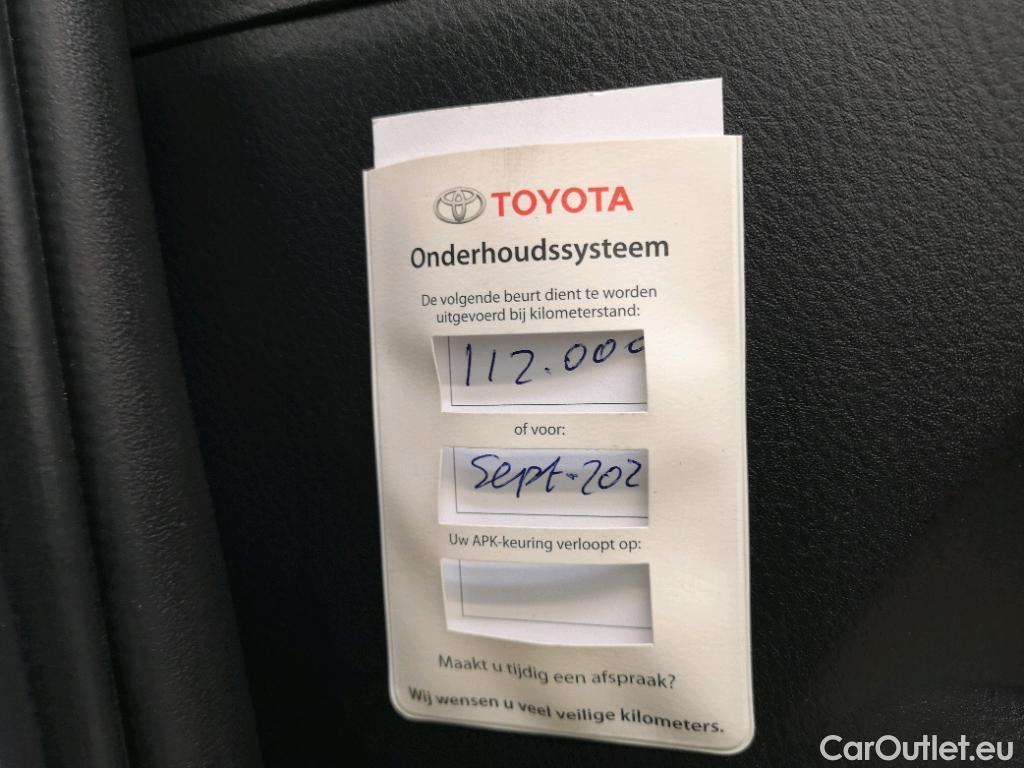 TOYOTA
Onderhoudssysteem
De volgende beurt dient te worden
uitgevoerd bij kilometerstand:
112.000
of voor:
Sept-202
Uw APK-keuring verloopt op:
Maakt u tijdig een afspraak?
Wij wensen u veel veilige kilometers.
CarOutlet.eu